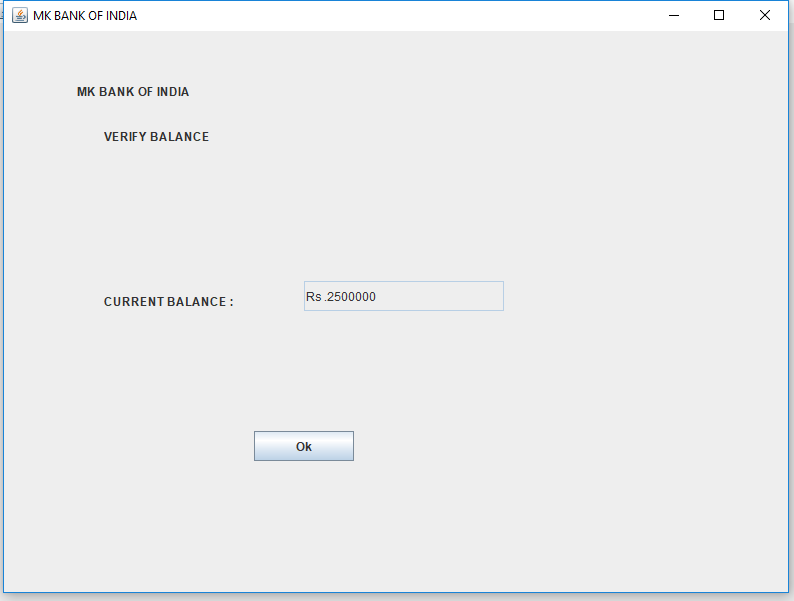 MK BANK OF INDIA
MK BANK OF INDIA
VERIFY BALANCE
CURRENT BALANCE :
Rs .2500000
Ok